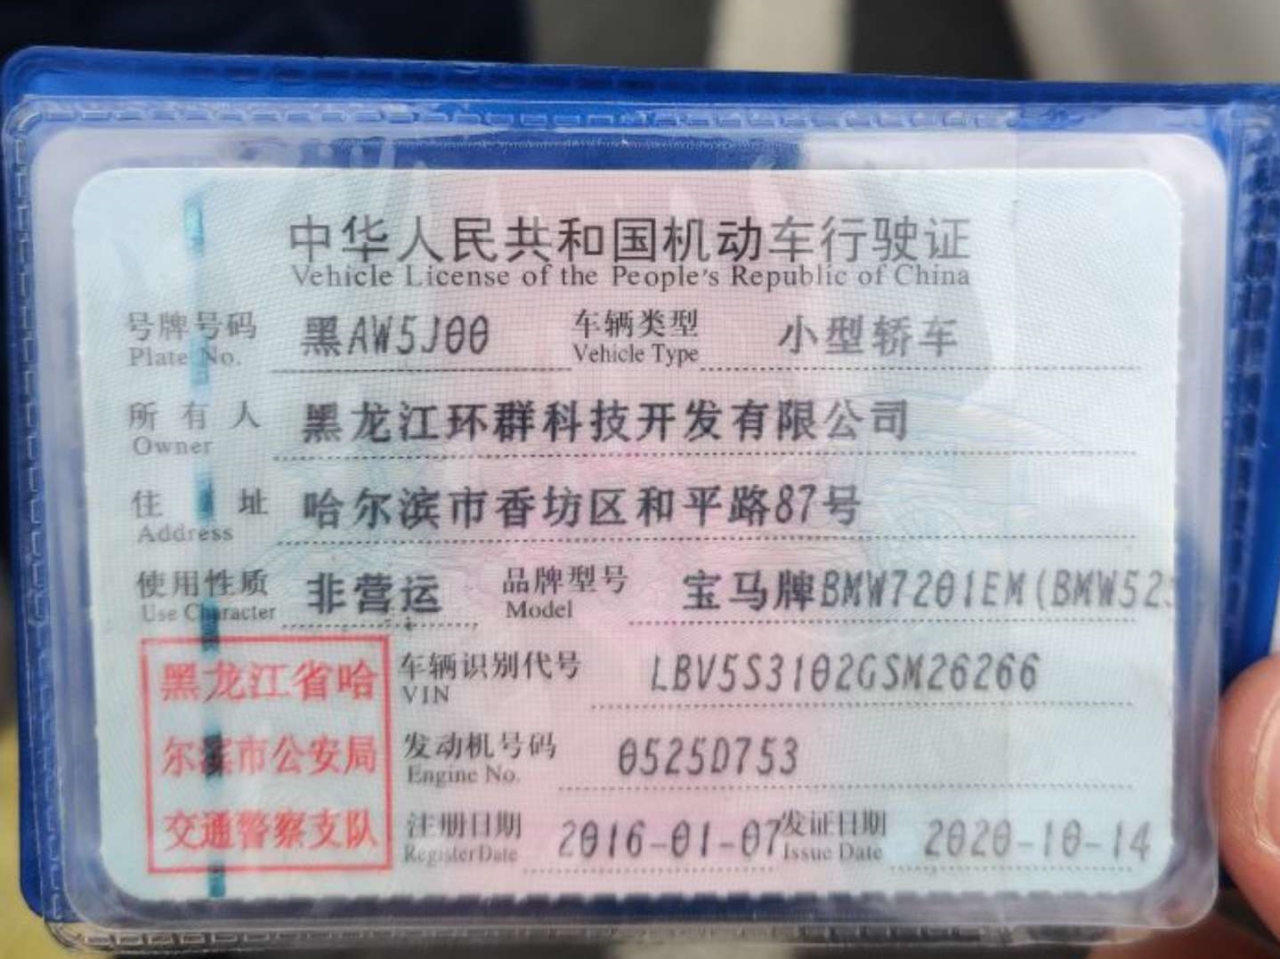 中华人民共和国机动车行驶证
Vehicle License of the People's Republic of China
号牌号码 黑AW5J00 车辆类型 小型轿车
Plate No. Vehicle Type
所有人 黑龙江环群科技开发有限公司
Owner
住址 哈尔滨市香坊区和平路87号
Address
使用性质 非营运 品牌型号 宝马牌BMW7201EM(BMW52
Use Character Model
黑龙江省哈
尔滨市公安局
交通警察支队
车辆识别代号 LBV5S3102GSM26266
VIN
发动机号码 0525D753
Engine No.
注册日期 2016-01-07 发证日期 2020-10-14
Register Date Issue Date